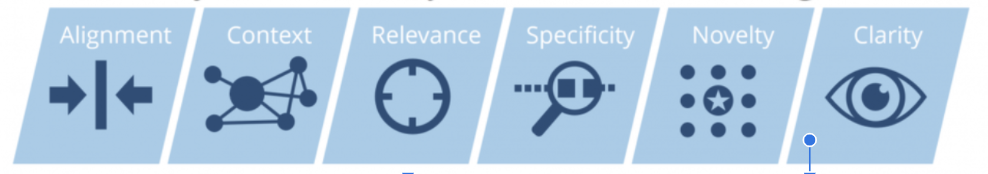 Alignment Context Relevance Specificity Novelty Clarity